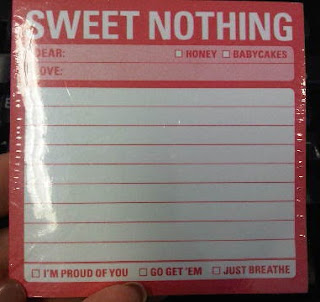 SWEET NOTHING
DEAR: HONEY BABYCAKES
LOVE:
I'M PROUD OF YOU GO GET 'EM JUST BREATHE